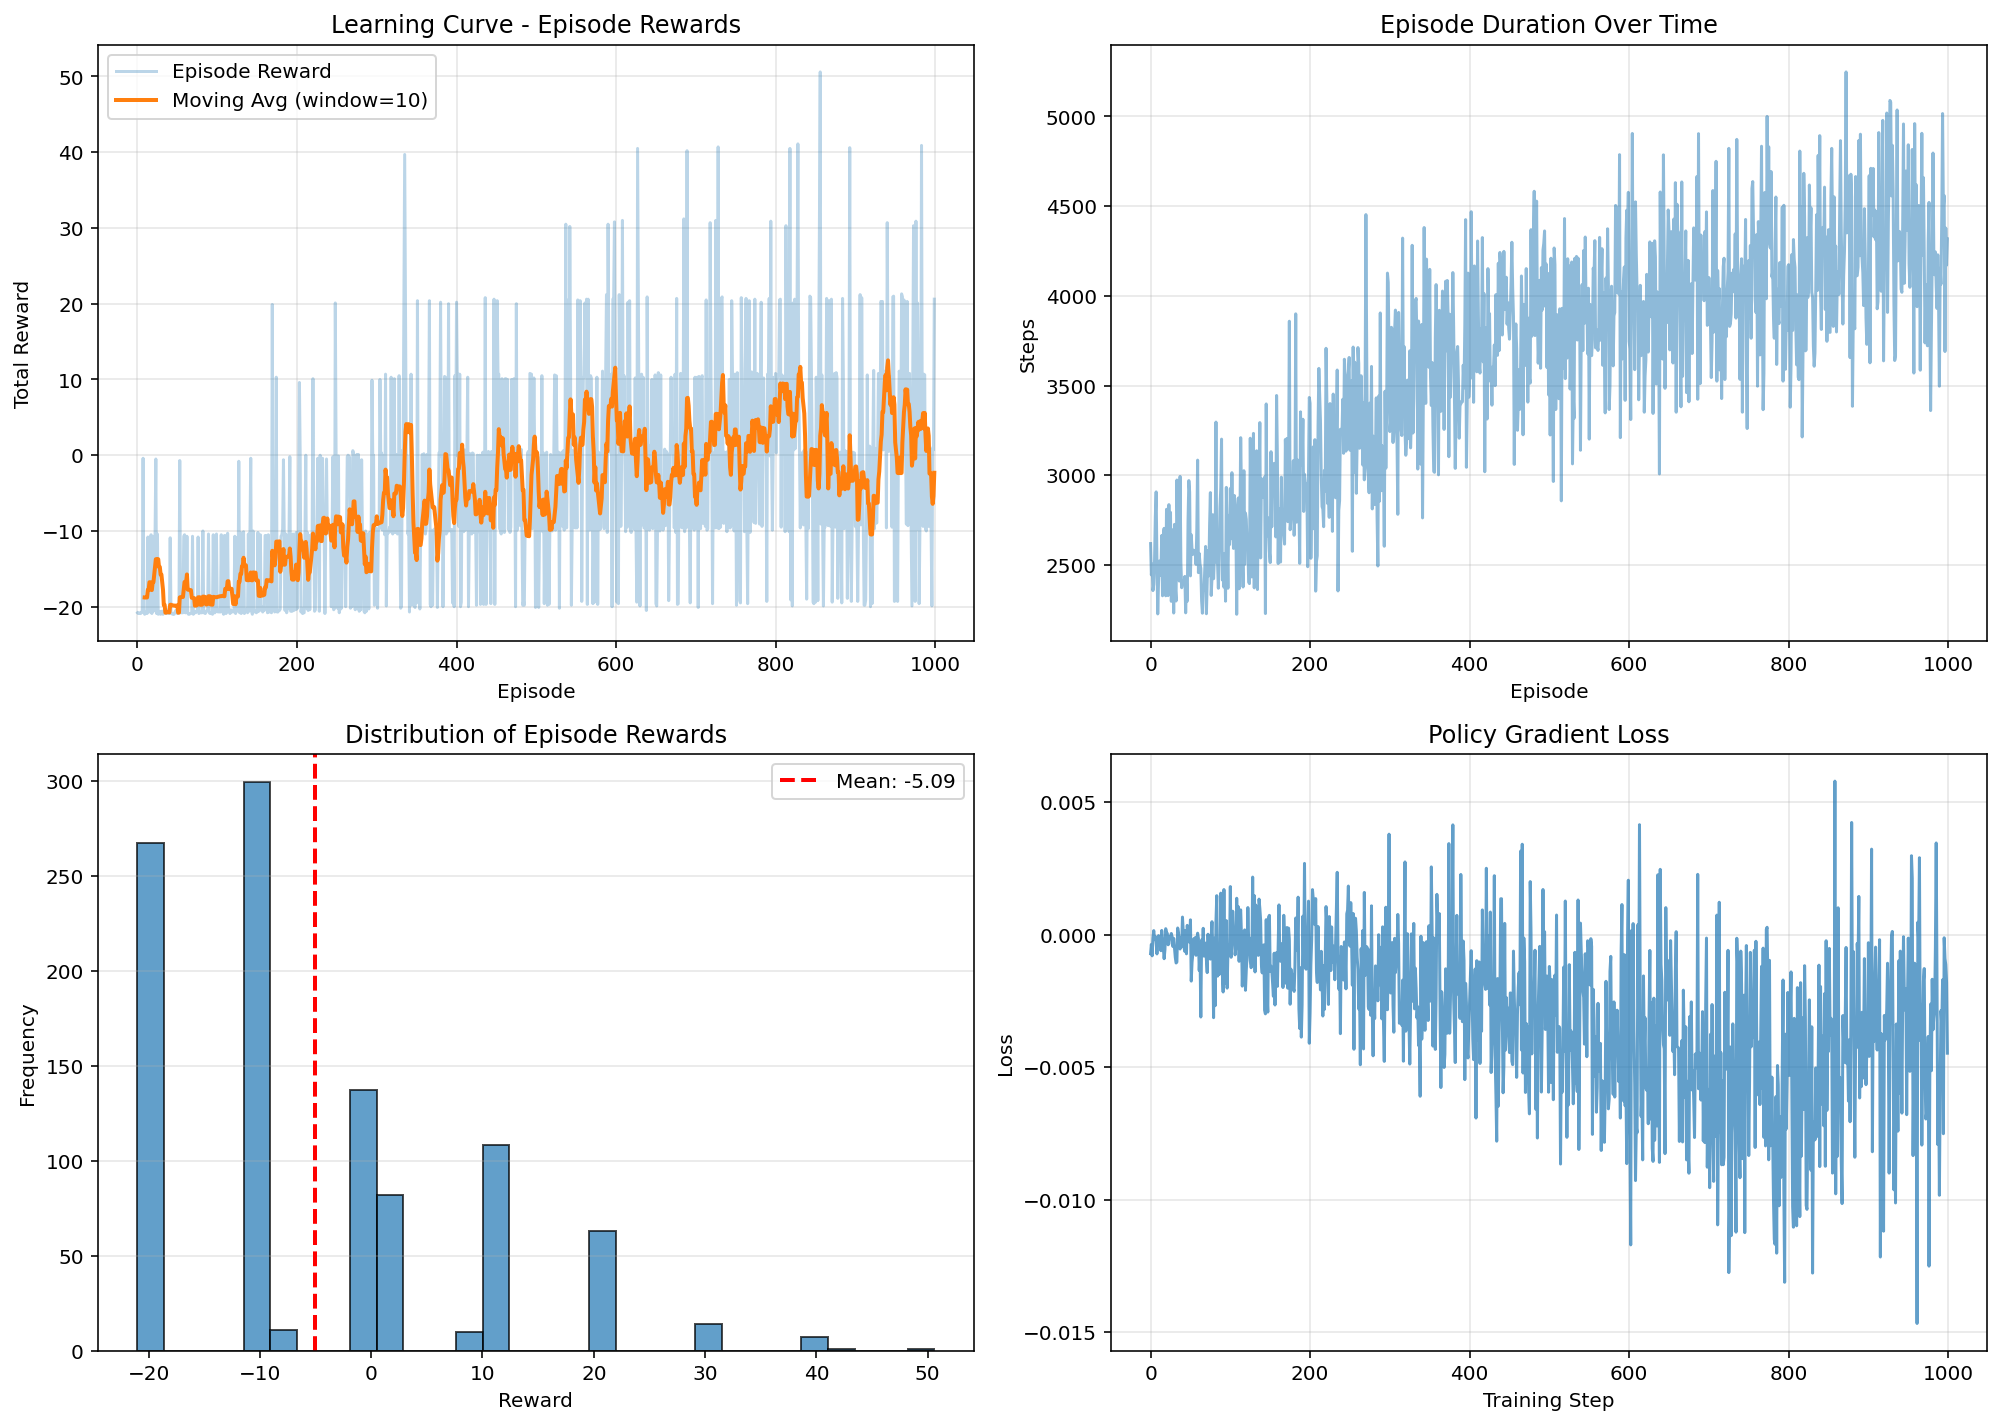 Learning Curve - Episode Rewards
Episode Reward
Moving Avg (window=10)
Total Reward
50
40
30
20
10
0
−10
−20
0 200 400 600 800 1000
Episode
Episode Duration Over Time
Steps
5000
4500
4000
3500
3000
2500
0 200 400 600 800 1000
Episode
Distribution of Episode Rewards
Mean: -5.09
Frequency
300
250
200
150
100
50
0
−20 −10 0 10 20 30 40 50
Reward
Policy Gradient Loss
Loss
0.005
0.000
−0.005
−0.010
−0.015
0 200 400 600 800 1000
Training Step